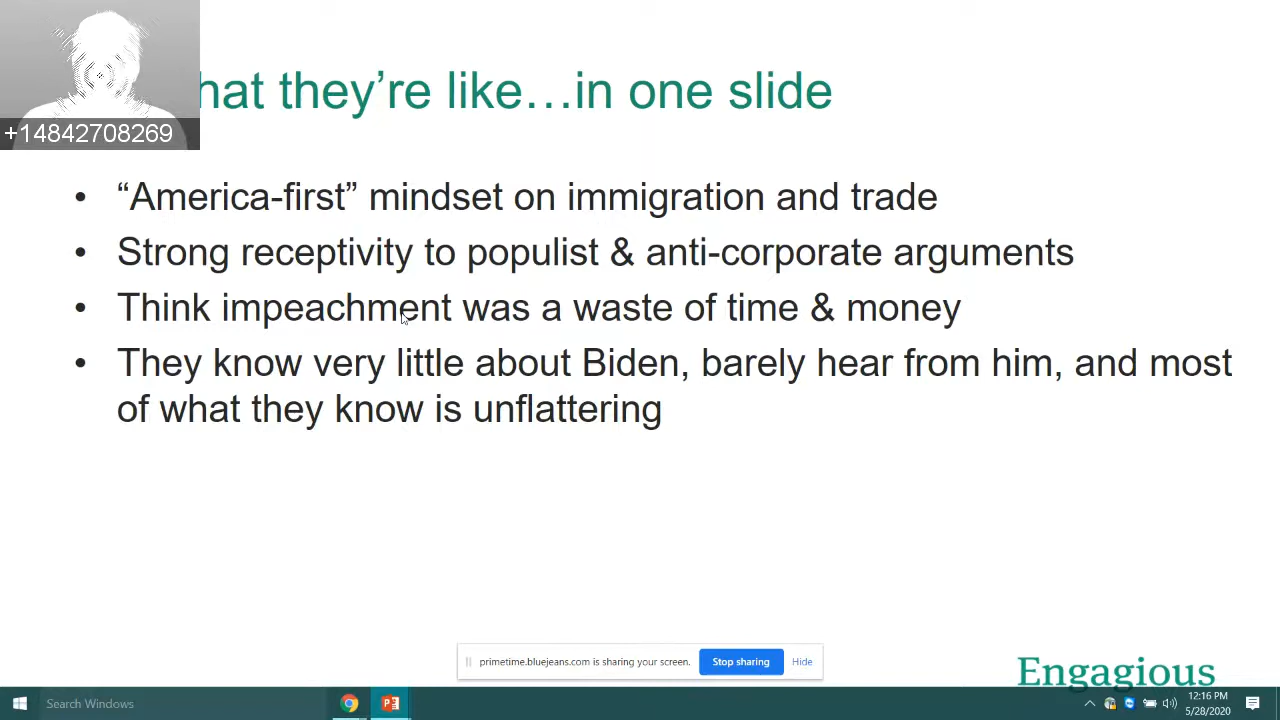 hat they’re like…in one slide
+14842708269
• “America-first” mindset on immigration and trade
• Strong receptivity to populist & anti-corporate arguments
• Think impeachment was a waste of time & money
• They know very little about Biden, barely hear from him, and most
of what they know is unflattering
primetime.bluejeans.com is sharing your screen. Stop sharing Hide
Engagious
Search Windows
12:16 PM
5/28/2020